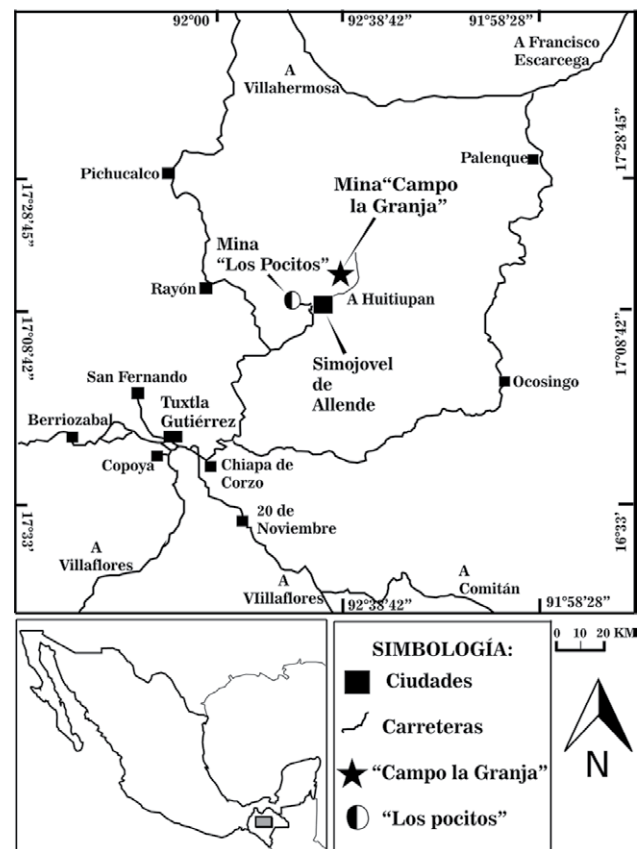 92°00
92°38'42”
91°58'28”
A Francisco
Escarcega
A
Villahermosa
17°28'45”
Palenque
Pichucalco
Mina“Campo
la Granja”
17°28'45”
Mina
“Los Pocitos”
Rayón
A Huitiupan
17°08'42”
17°08'42”
Simojovel
de
Allende
San Fernando
Ocosingo
Tuxtla
Gutiérrez
Berriozabal
Copoya
Chiapa de
Corzo
17°33'
20 de
Noviembre
16°33'
A
Villaflores
A
VIillaflores
A
Comitán
92°38'42”
91°58'28”
SIMBOLOGÍA:
Ciudades
Carreteras
“Campo la Granja”
“Los pocitos”
0 10 20 KM
N